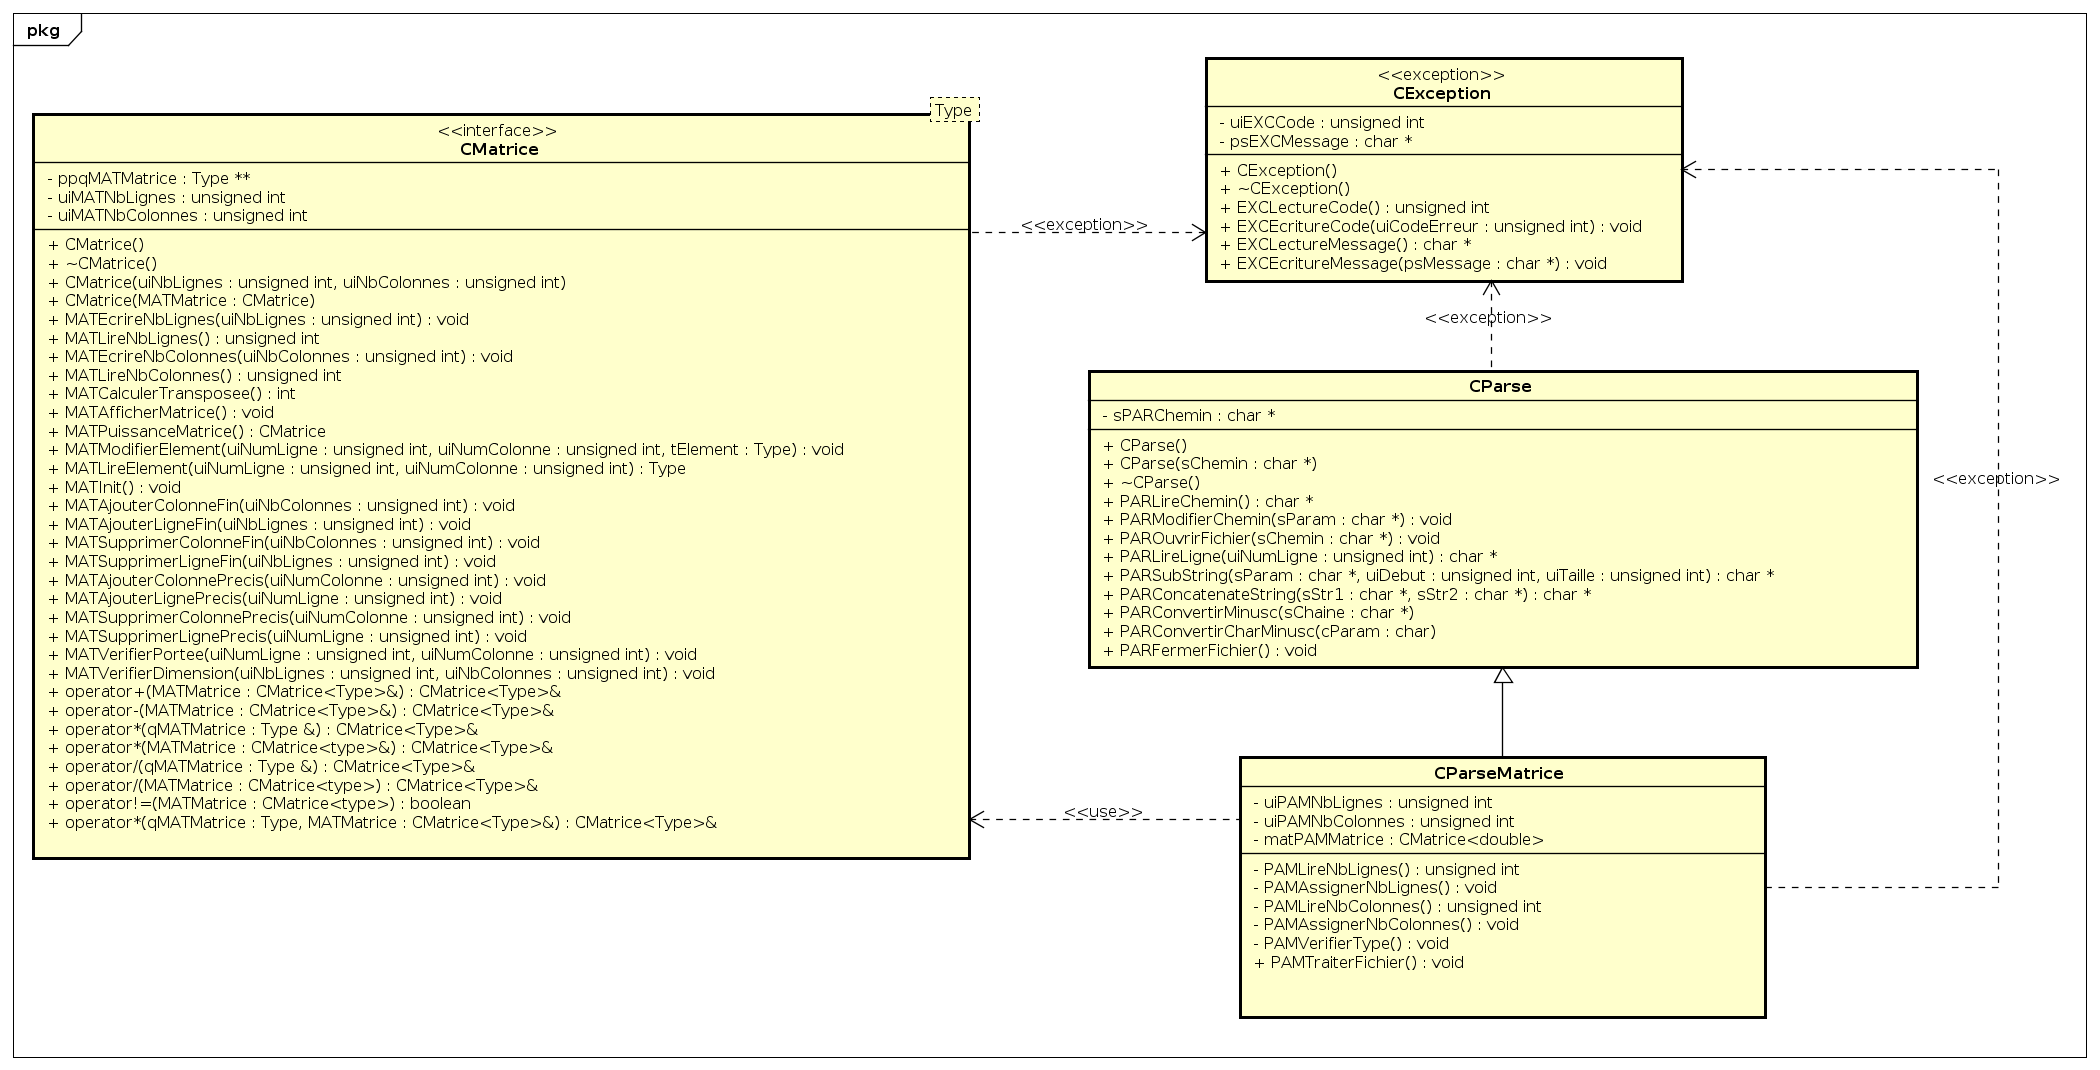 pkg
Type
<<interface>>
CMatrice
- ppqMATMatrice : Type **
- uiMATNbLignes : unsigned int
- uiMATNbColonnes : unsigned int
+ CMatrice()
+ ~CMatrice()
+ CMatrice(uiNbLignes : unsigned int, uiNbColonnes : unsigned int)
+ CMatrice(MATMatrice : CMatrice)
+ MATEcrireNbLignes(uiNbLignes : unsigned int) : void
+ MATLireNbLignes() : unsigned int
+ MATEcrireNbColonnes(uiNbColonnes : unsigned int) : void
+ MATLireNbColonnes() : unsigned int
+ MATCalculerTransposee() : int
+ MATAfficherMatrice() : void
+ MATPuissanceMatrice() : CMatrice
+ MATModifierElement(uiNumLigne : unsigned int, uiNumColonne : unsigned int, tElement : Type) : void
+ MATLireElement(uiNumLigne : unsigned int, uiNumColonne : unsigned int) : Type
+ MATInit() : void
+ MATAjouterColonneFin(uiNbColonnes : unsigned int) : void
+ MATAjouterLigneFin(uiNbLignes : unsigned int) : void
+ MATSupprimerColonneFin(uiNbColonnes : unsigned int) : void
+ MATSupprimerLigneFin(uiNbLignes : unsigned int) : void
+ MATAjouterColonnePrecis(uiNumColonne : unsigned int) : void
+ MATAjouterLignePrecis(uiNumLigne : unsigned int) : void
+ MATSupprimerColonnePrecis(uiNumColonne : unsigned int) : void
+ MATSupprimerLignePrecis(uiNumLigne : unsigned int) : void
+ MATVerifierPortee(uiNumLigne : unsigned int, uiNumColonne : unsigned int) : void
+ MATVerifierDimension(uiNbLignes : unsigned int, uiNbColonnes : unsigned int) : void
+ operator+(MATMatrice : CMatrice<Type>&) : CMatrice<Type>&
+ operator-(MATMatrice : CMatrice<Type>&) : CMatrice<Type>&
+ operator*(qMATMatrice : Type &) : CMatrice<Type>&
+ operator*(MATMatrice : CMatrice<type>&) : CMatrice<Type>&
+ operator/(qMATMatrice : Type &) : CMatrice<Type>&
+ operator/(MATMatrice : CMatrice<type>) : CMatrice<Type>&
+ operator!=(MATMatrice : CMatrice<type>) : boolean
+ operator*(qMATMatrice : Type, MATMatrice : CMatrice<Type>&) : CMatrice<Type>&
<<exception>>
<<exception>>
CException
- uiEXCCode : unsigned int
- psEXCMessage : char *
+ CException()
+ ~CException()
+ EXCLectureCode() : unsigned int
+ EXCEcritureCode(uiCodeErreur : unsigned int) : void
+ EXCLectureMessage() : char *
+ EXCEcritureMessage(psMessage : char *) : void
<<exception>>
CParse
- sPARChemin : char *
+ CParse()
+ CParse(sChemin : char *)
+ ~CParse()
+ PARLireChemin() : char *
+ PARModifierChemin(sParam : char *) : void
+ PAROuvrirFichier(sChemin : char *) : void
+ PARLireLigne(uiNumLigne : unsigned int) : char *
+ PARSubString(sParam : char *, uiDebut : unsigned int, uiTaille : unsigned int) : char *
+ PARConcatenateString(sStr1 : char *, sStr2 : char *) : char *
+ PARConvertirMinusc(sChaine : char *)
+ PARConvertirCharMinusc(cParam : char)
+ PARFermerFichier() : void
<<exception>>
<<use>>
CParseMatrice
- uiPAMNbLignes : unsigned int
- uiPAMNbColonnes : unsigned int
- matPAMMatrice : CMatrice<double>
- PAMLireNbLignes() : unsigned int
- PAMAssignerNbLignes() : void
- PAMLireNbColonnes() : unsigned int
- PAMAssignerNbColonnes() : void
- PAMVerifierType() : void
+ PAMTraiterFichier() : void